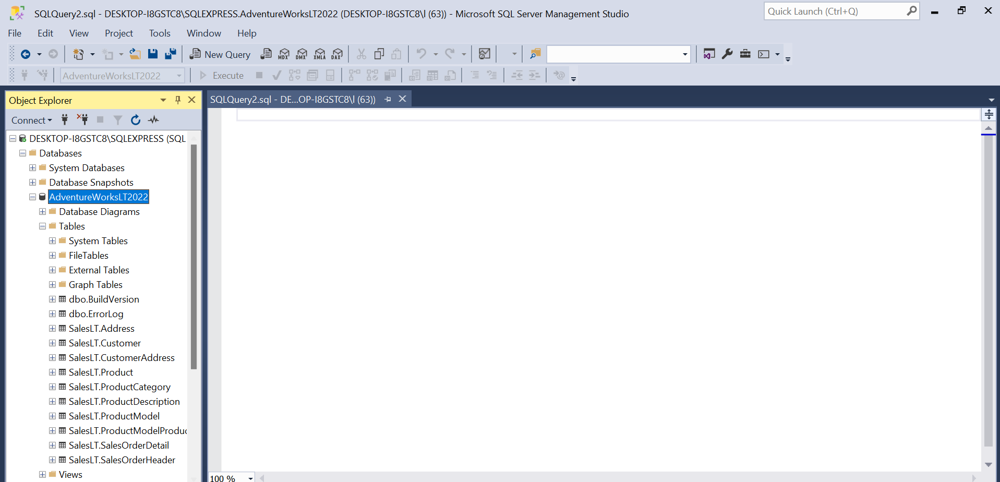 SQLQuery2.sql - DESKTOP-I8GSTC8\SQLEXPRESS.AdventureWorksLT2022 (DESKTOP-I8GSTC8\l (63)) - Microsoft SQL Server Management Studio
Quick Launch (Ctrl+Q)
File Edit View Project Tools Window Help
New Query MDX DMX XMLA DAX
AdventureWorksLT2022 Execute
Object Explorer
SQLQuery2.sql - DE...OP-I8GSTC8\l (63))
Connect
DESKTOP-I8GSTC8\SQLEXPRESS (SQL
Databases
System Databases
Database Snapshots
AdventureWorksLT2022
Database Diagrams
Tables
System Tables
FileTables
External Tables
Graph Tables
dbo.BuildVersion
dbo.ErrorLog
SalesLT.Address
SalesLT.Customer
SalesLT.CustomerAddress
SalesLT.Product
SalesLT.ProductCategory
SalesLT.ProductDescription
SalesLT.ProductModel
SalesLT.ProductModelProduc
SalesLT.SalesOrderDetail
SalesLT.SalesOrderHeader
Views
100 %